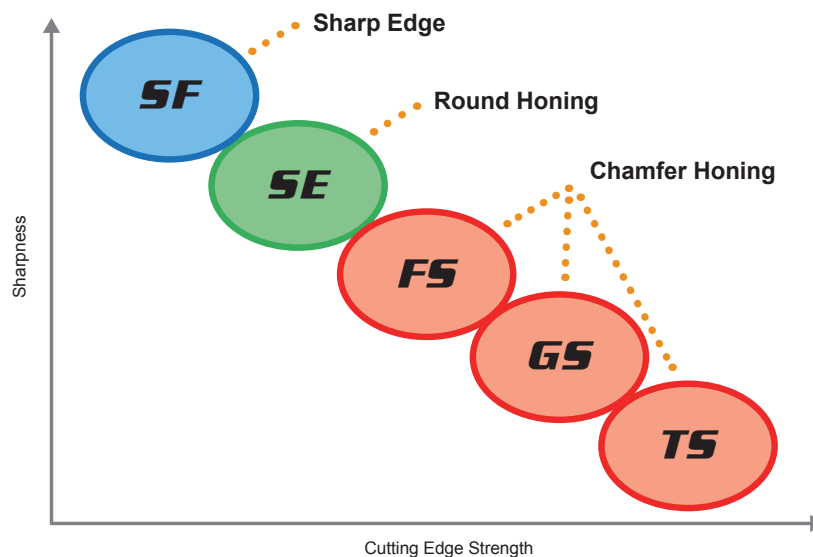 Sharp Edge
SF
Round Honing
SE
Chamfer Honing
FS
GS
TS
Sharpness
Cutting Edge Strength